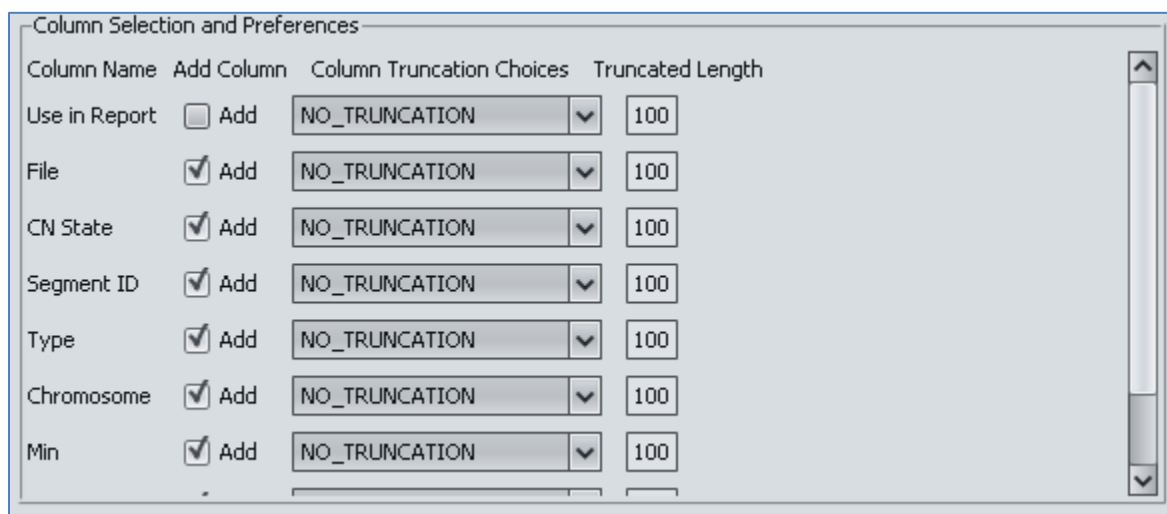 Column Selection and Preferences
Column Name Add Column Column Truncation Choices Truncated Length
Use in Report Add NO_TRUNCATION 100
File Add NO_TRUNCATION 100
CN State Add NO_TRUNCATION 100
Segment ID Add NO_TRUNCATION 100
Type Add NO_TRUNCATION 100
Chromosome Add NO_TRUNCATION 100
Min Add NO_TRUNCATION 100